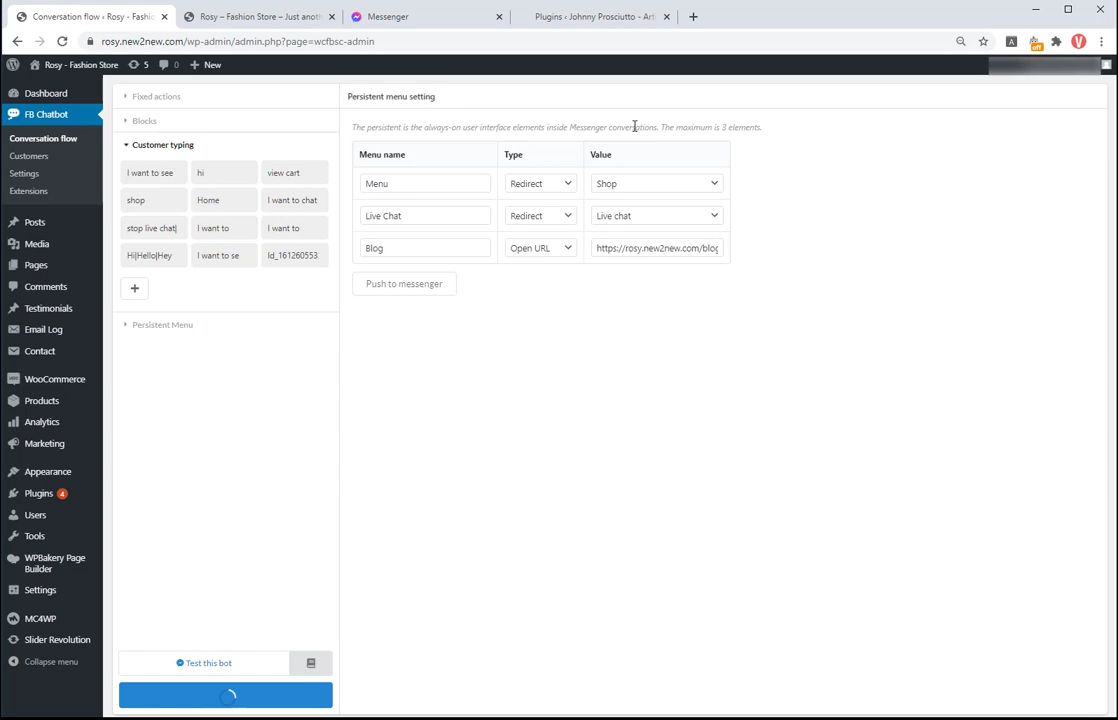 Conversation flow ‹ Rosy - Fashi
Rosy – Fashion Store – Just anoth
Messenger
Plugins ‹ Johnny Prosciutto - Art
rosy.new2new.com/wp-admin/admin.php?page=wcfbsc-admin
A
off
Rosy - Fashion Store
5
0
New
Dashboard
FB Chatbot
Conversation flow
Customers
Settings
Extensions
Posts
Media
Pages
Comments
Testimonials
Email Log
Contact
WooCommerce
Products
Analytics
Marketing
Appearance
Plugins 4
Users
Tools
WPBakery Page
Builder
Settings
MC4WP
Slider Revolution
Collapse menu
Fixed actions
Blocks
Customer typing
I want to see
hi
view cart
shop
Home
I want to chat
stop live chat|
I want to
I want to
Hi|Hello|Hey
I want to se
Id_161260553.
+
Persistent Menu
Test this bot
Persistent menu setting
The persistent is the always-on user interface elements inside Messenger conversations. The maximum is 3 elements.
Menu name
Type
Value
Menu
Redirect
Shop
Live Chat
Redirect
Live chat
Blog
Open URL
https://rosy.new2new.com/blog
Push to messenger